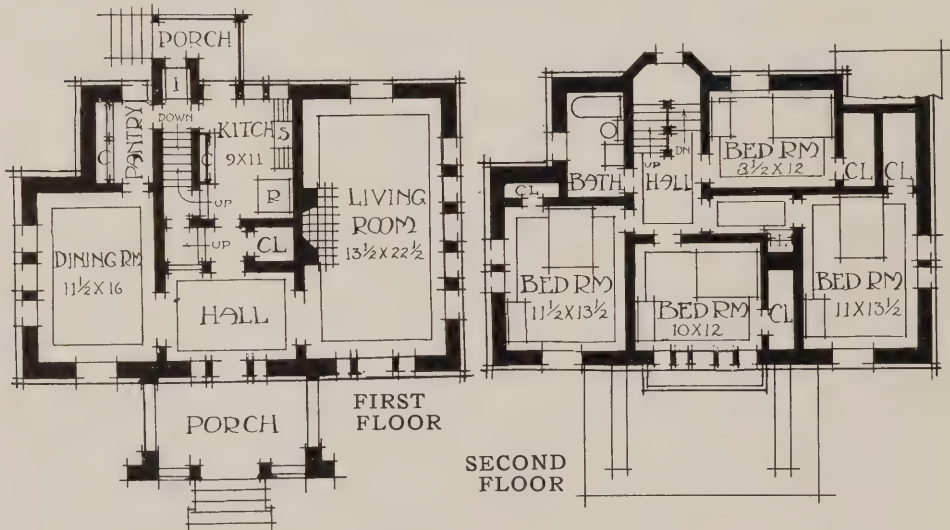 PORCH
I
DOWN
KITCH
S
9X11
PANTRY
C
C
UP
R
LIVING
ROOM
13½X22½
UP
CL
DINING RM
11½X16
HALL
FIRST
FLOOR
PORCH
BED RM
8½X12
UP
DN
BATH
HALL
CL
CL
CL
BED RM
11½X13½
BED RM
10X12
CL
BED RM
11X13½
SECOND
FLOOR